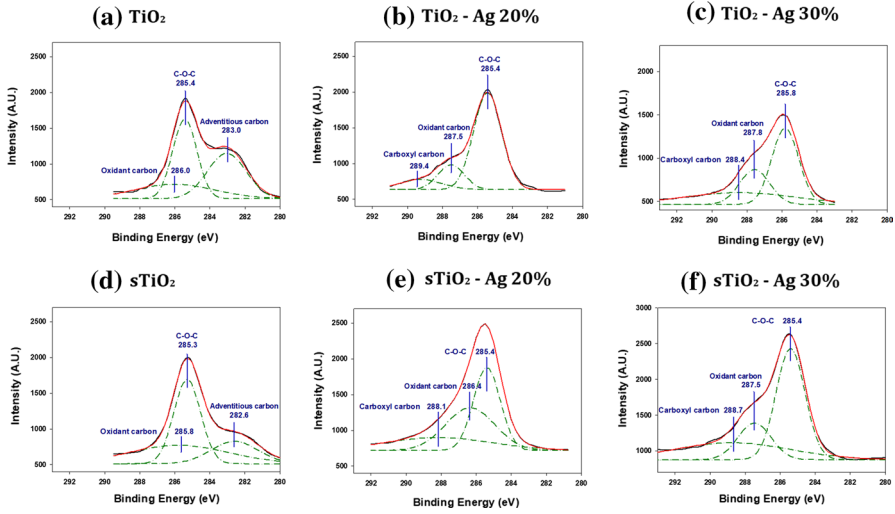 (a) TiO₂
Intensity (A.U.)
2500
2000
1500
1000
500
C-O-C
285.4
Adventitious carbon
283.0
Oxidant carbon
286.0
292 290 288 286 284 282 280
Binding Energy (eV)
(b) TiO₂ - Ag 20%
Intensity (A.U.)
2500
2000
1500
1000
500
C-O-C
285.4
Oxidant carbon
287.5
Carboxyl carbon
289.4
292 290 288 286 284 282 280
Binding Energy (eV)
(c) TiO₂ - Ag 30%
Intensity (A.U.)
2000
1500
1000
500
C-O-C
285.8
Oxidant carbon
287.8
Carboxyl carbon 288.4
292 290 288 286 284 282 280
Binding Energy (eV)
(d) sTiO₂
Intensity (A.U.)
2500
2000
1500
1000
500
C-O-C
285.3
Adventitious carbon
282.6
Oxidant carbon 285.8
292 290 288 286 284 282 280
Binding Energy (eV)
(e) sTiO₂ - Ag 20%
Intensity (A.U.)
2500
2000
1500
1000
500
C-O-C 285.4
Oxidant carbon
286.4
Carboxyl carbon 288.1
292 290 288 286 284 282 280
Binding Energy (eV)
(f) sTiO₂ - Ag 30%
Intensity (A.U.)
3000
2500
2000
1500
1000
500
C-O-C 285.4
Oxidant carbon
287.5
Carboxyl carbon 288.7
292 290 288 286 284 282 280
Binding Energy (eV)